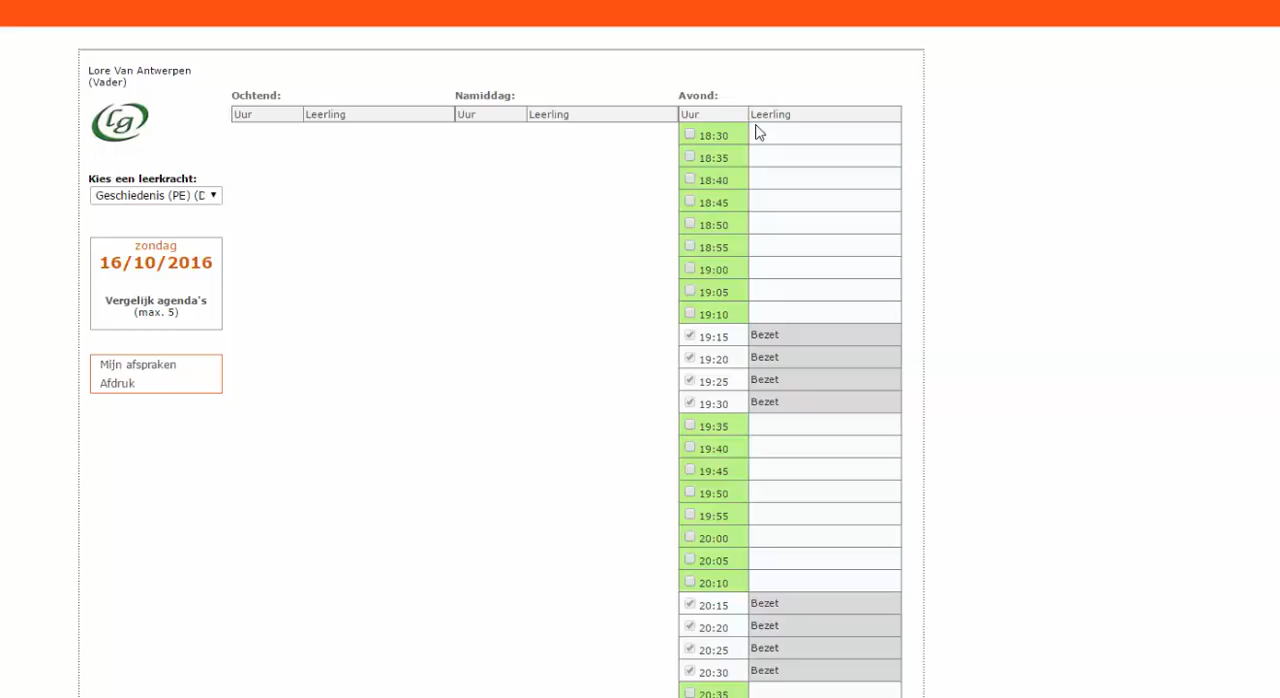 Lore Van Antwerpen
(Vader)
Lg
Kies een leerkracht:
Geschiedenis (PE) (D
zondag
16/10/2016
Vergelijk agenda's
(max. 5)
Mijn afspraken
Afdruk
Ochtend:
Uur Leerling
Namiddag:
Uur Leerling
Avond:
Uur Leerling
18:30
18:35
18:40
18:45
18:50
18:55
19:00
19:05
19:10
19:15 Bezet
19:20 Bezet
19:25 Bezet
19:30 Bezet
19:35
19:40
19:45
19:50
19:55
20:00
20:05
20:10
20:15 Bezet
20:20 Bezet
20:25 Bezet
20:30 Bezet
20:35